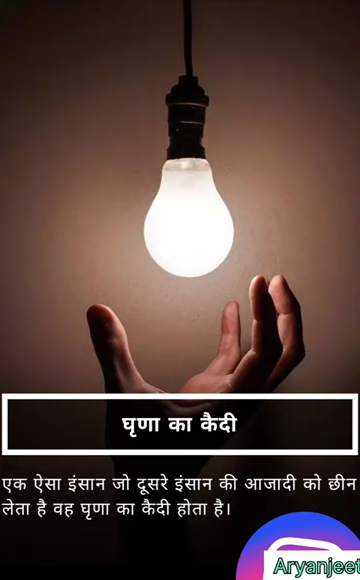 घृणा का कैदी
एक ऐसा इंसान जो दूसरे इंसान की आजादी को छीन
लेता है वह घृणा का कैदी होता है।
Aryanjeet